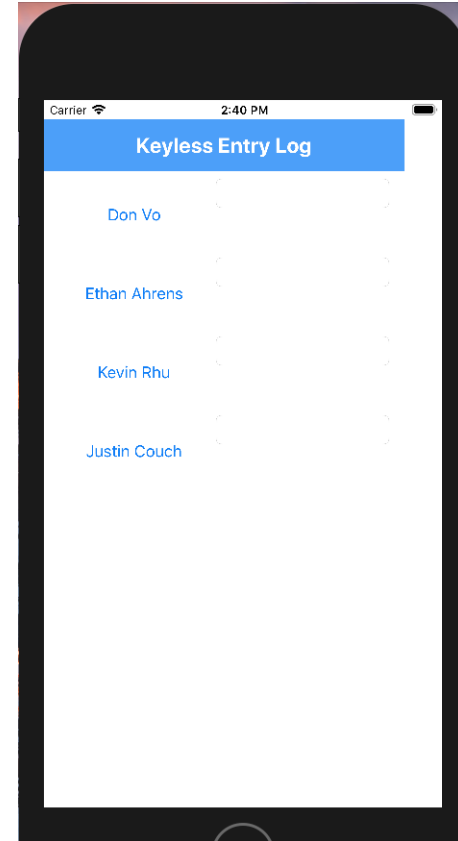 Carrier 2:40 PM
Keyless Entry Log
Don Vo
Ethan Ahrens
Kevin Rhu
Justin Couch